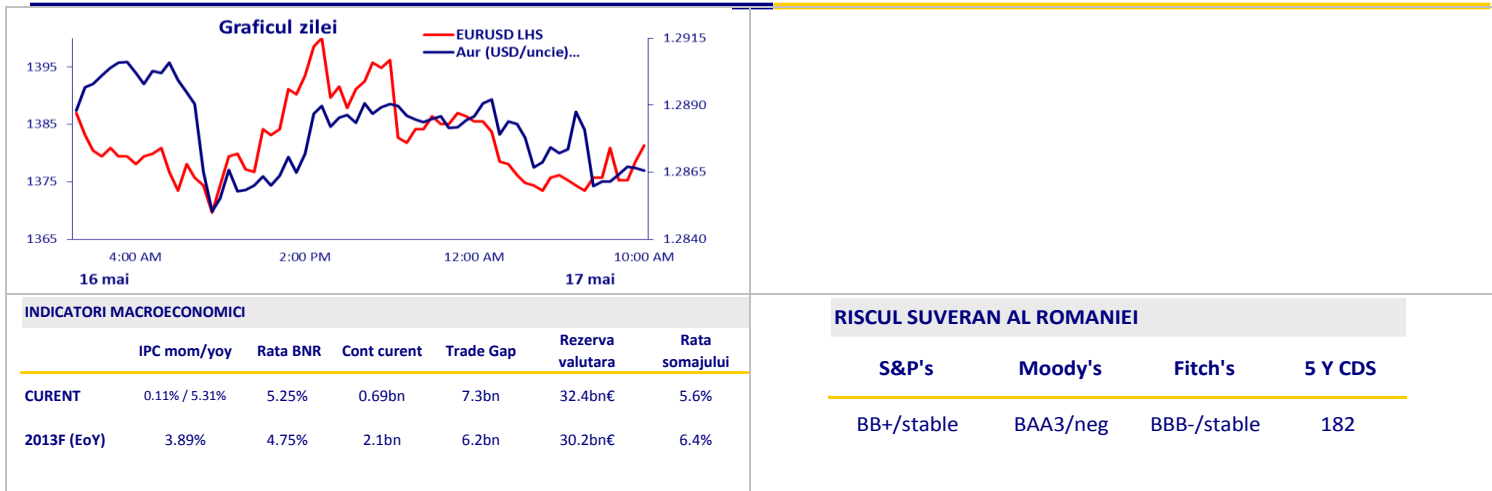 Graficul zilei
EURUSD LHS
Aur (USD/uncie)...
1395
1385
1375
1365
1.2915
1.2890
1.2865
1.2840
4:00 AM 2:00 PM 12:00 AM 10:00 AM
16 mai 17 mai
INDICATORI MACROECONOMICI
IPC mom/yoy Rata BNR Cont curent Trade Gap Rezerva valutara Rata somajului
CURENT 0.11% / 5.31% 5.25% 0.69bn 7.3bn 32.4bn€ 5.6%
2013F (EoY) 3.89% 4.75% 2.1bn 6.2bn 30.2bn€ 6.4%
RISCUL SUVERAN AL ROMANIEI
S&P's Moody's Fitch's 5 Y CDS
BB+/stable BAA3/neg BBB-/stable 182